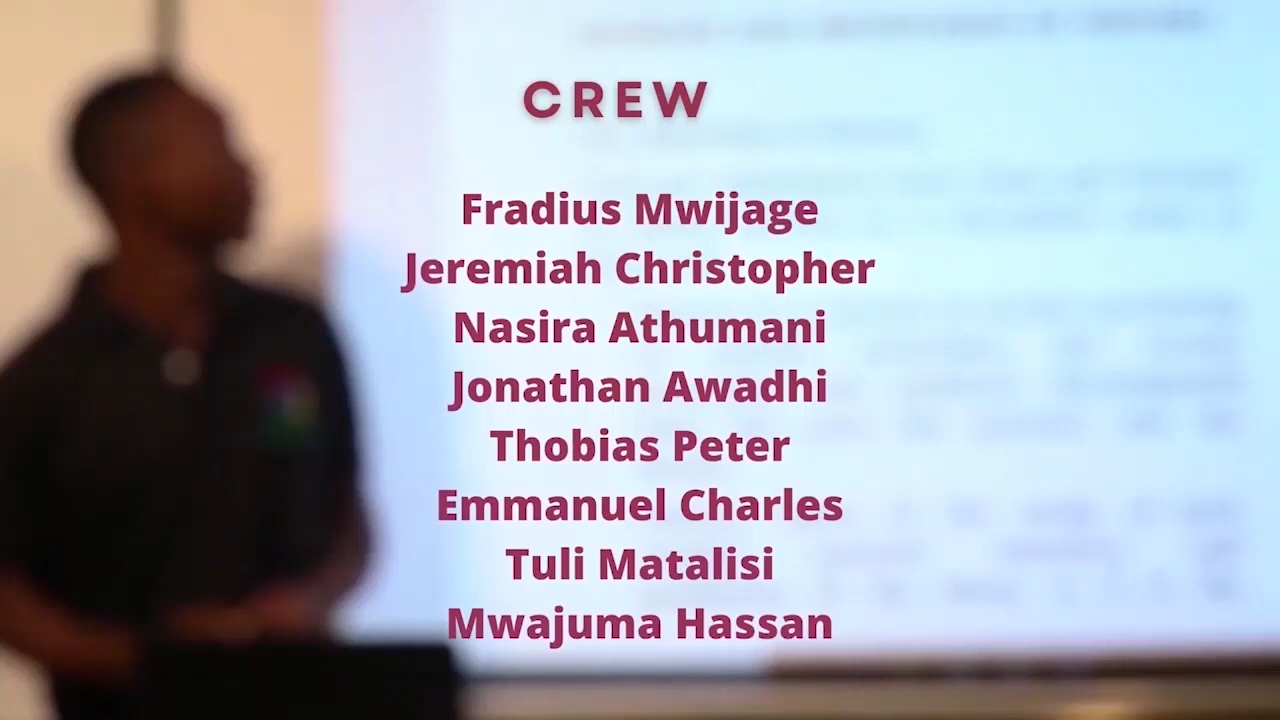 CREW
Fradius Mwijage
Jeremiah Christopher
Nasira Athumani
Jonathan Awadhi
Thobias Peter
Emmanuel Charles
Tuli Matalisi
Mwajuma Hassan